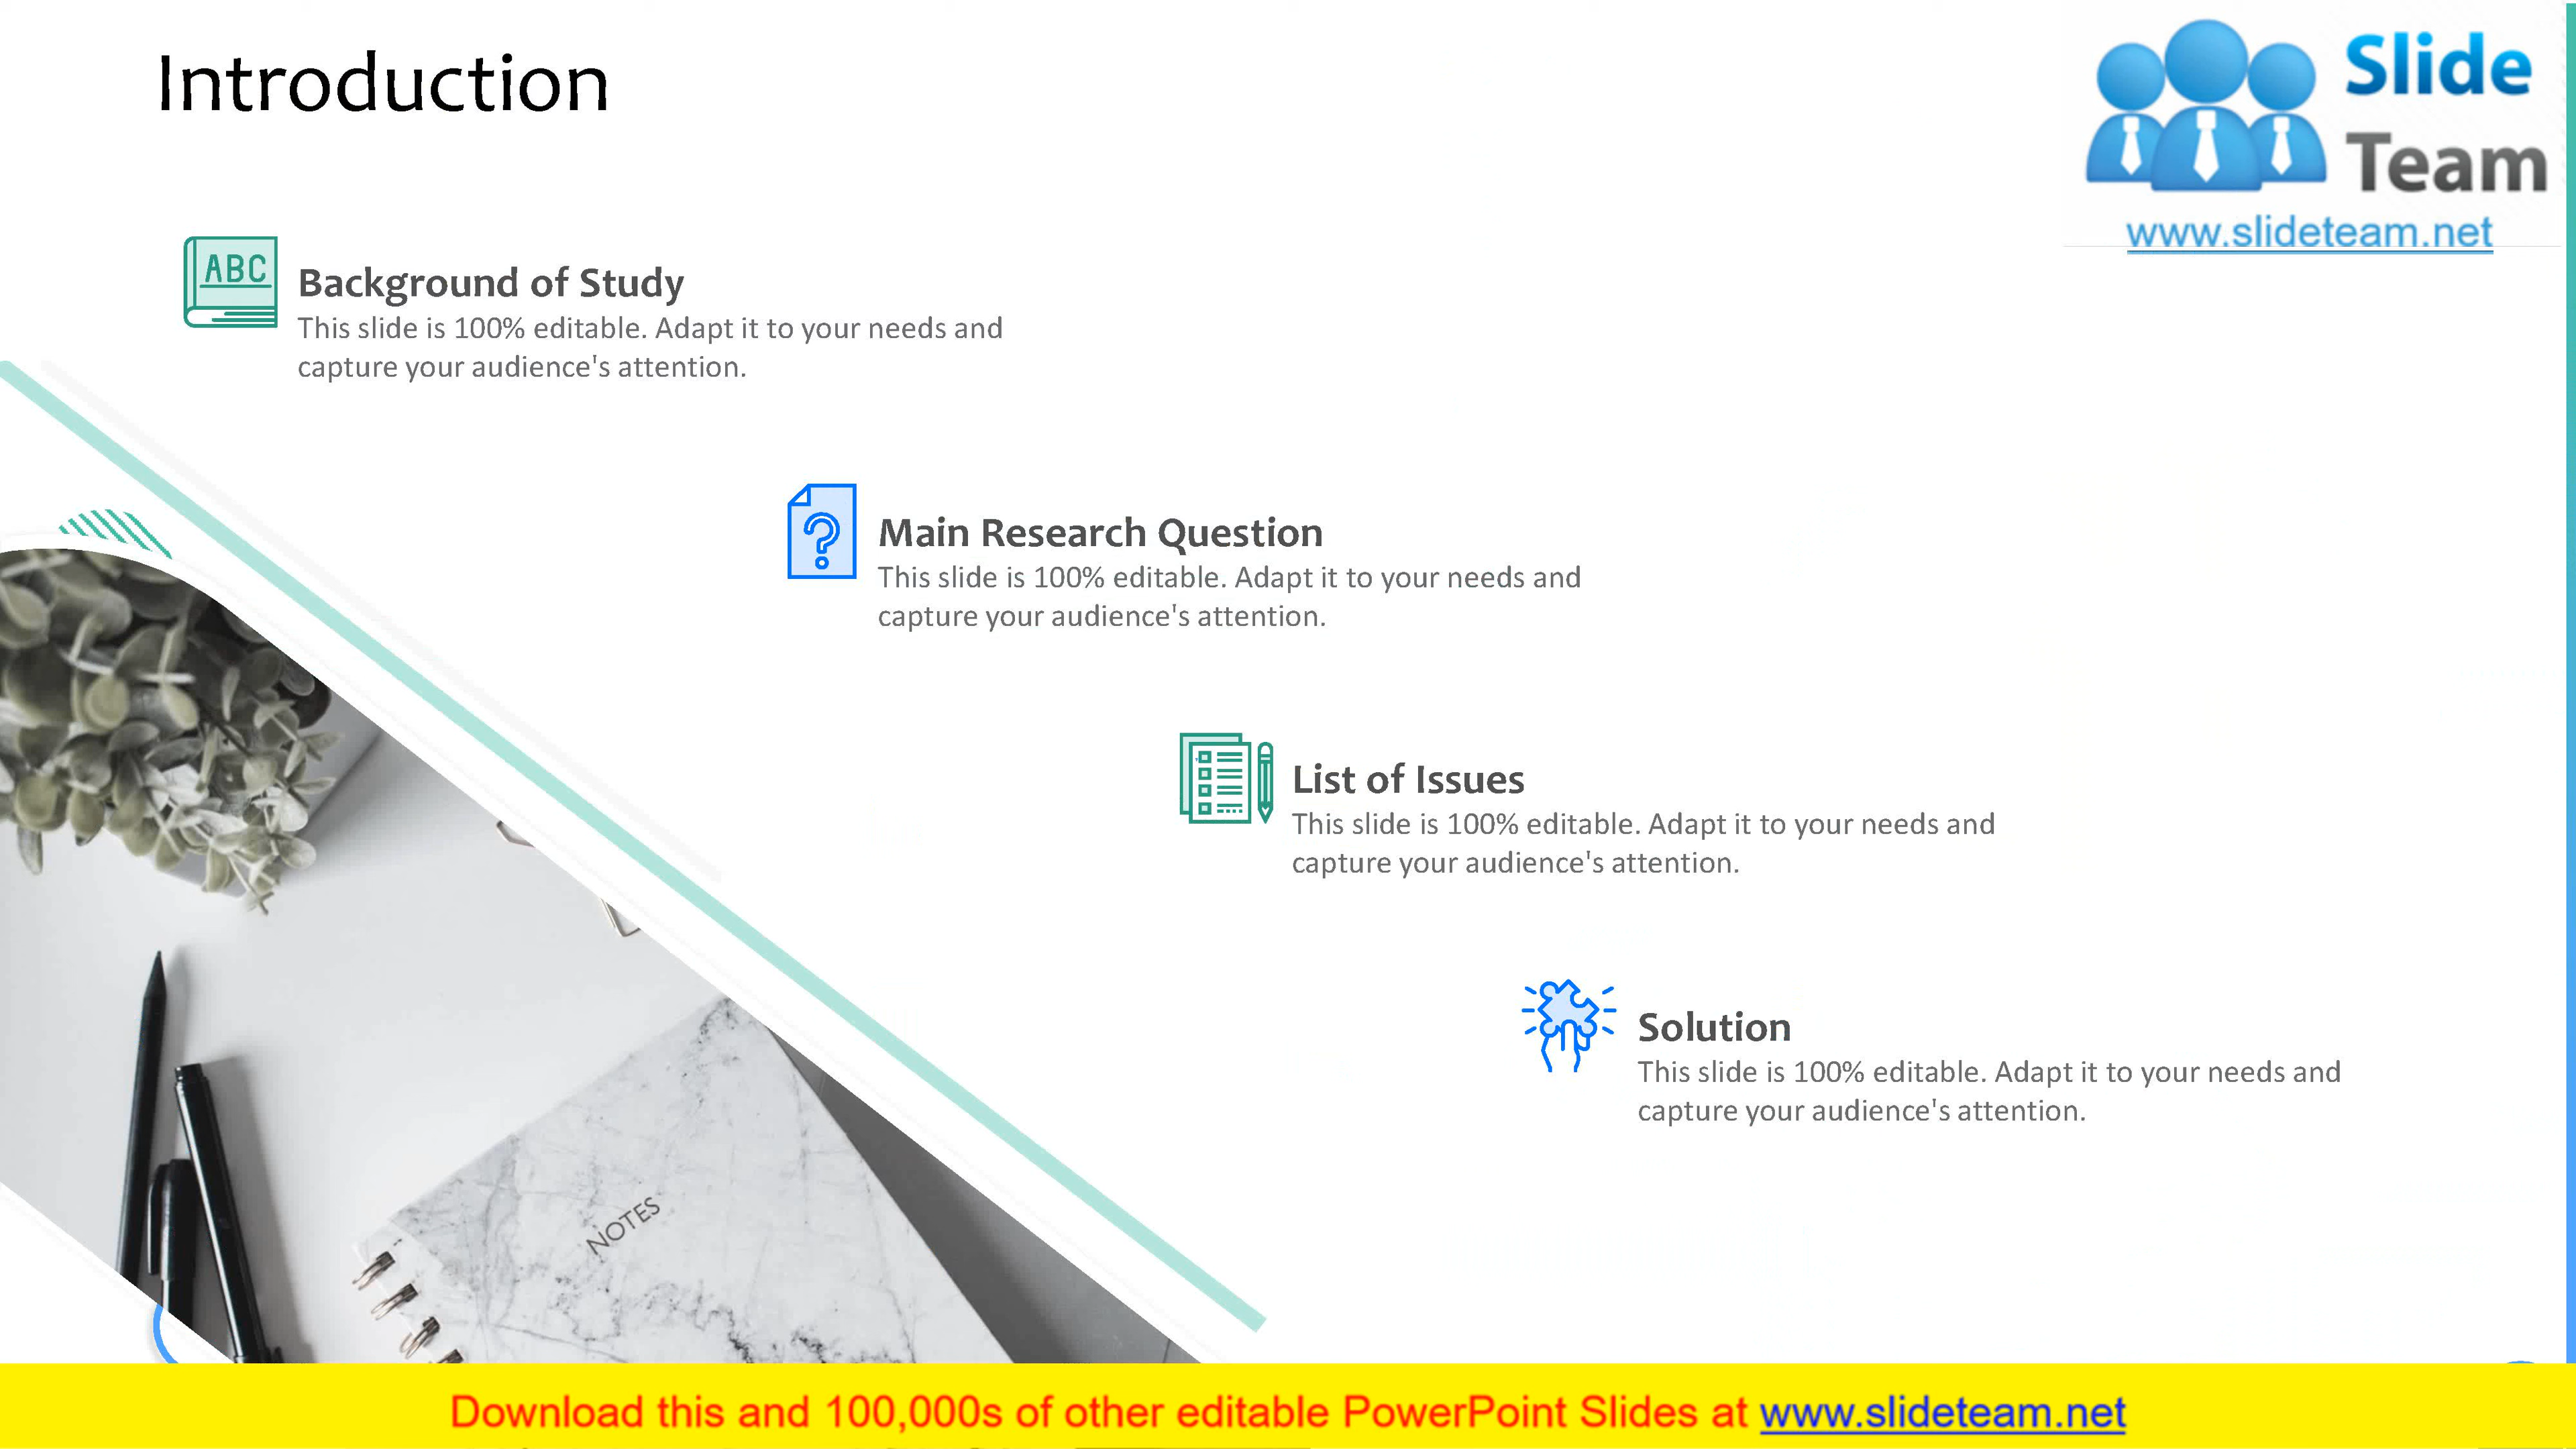 Introduction
Slide
Team
www.slideteam.net
ABC
Background of Study
This slide is 100% editable. Adapt it to your needs and
capture your audience's attention.
?
Main Research Question
This slide is 100% editable. Adapt it to your needs and
capture your audience's attention.
List of Issues
This slide is 100% editable. Adapt it to your needs and
capture your audience's attention.
Solution
This slide is 100% editable. Adapt it to your needs and
capture your audience's attention.
NOTES
Download this and 100,000s of other editable PowerPoint Slides at www.slideteam.net